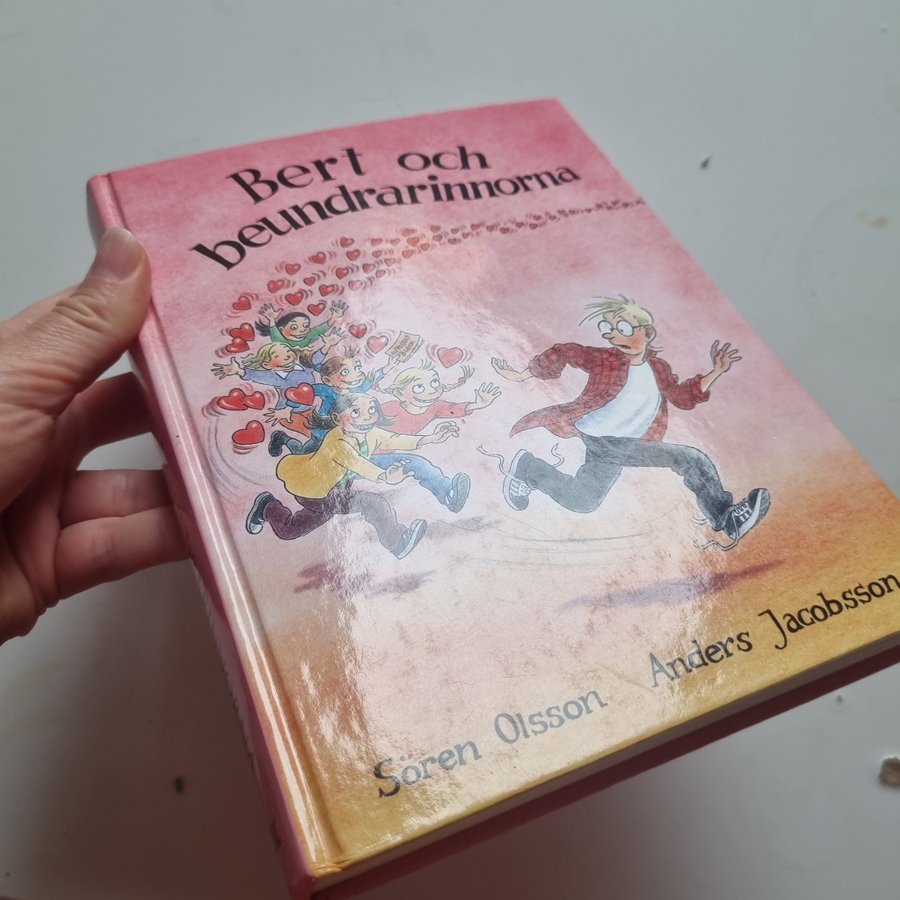 Bert och
beundrarinnorna
Sören Olsson Anders Jacobsson